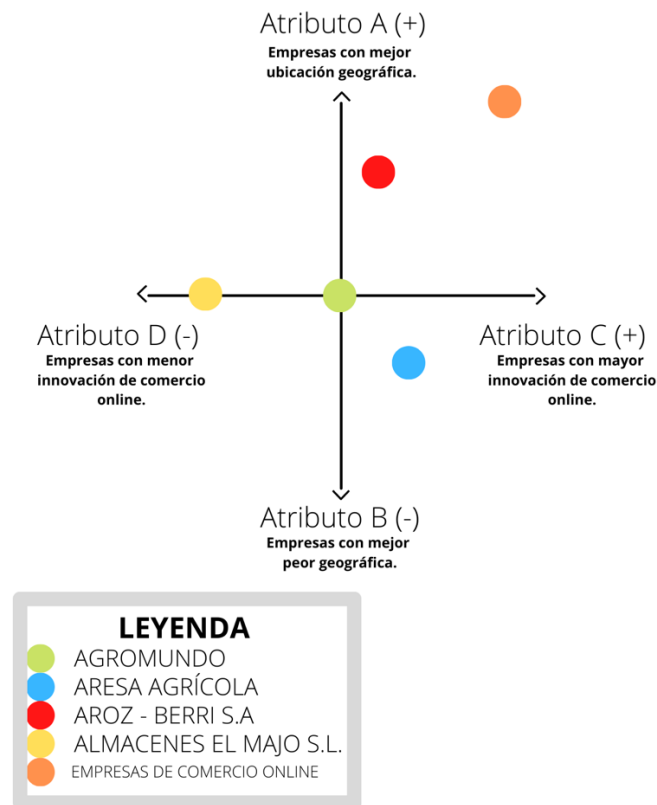 Atributo A (+)
Empresas con mejor
ubicación geográfica.
Atributo D (-)
Empresas con menor
innovación de comercio
online.
Atributo C (+)
Empresas con mayor
innovación de comercio
online.
Atributo B (-)
Empresas con mejor
peor geográfica.
LEYENDA
AGROMUNDO
ARESA AGRÍCOLA
AROZ - BERRI S.A
ALMACENES EL MAJO S.L.
EMPRESAS DE COMERCIO ONLINE